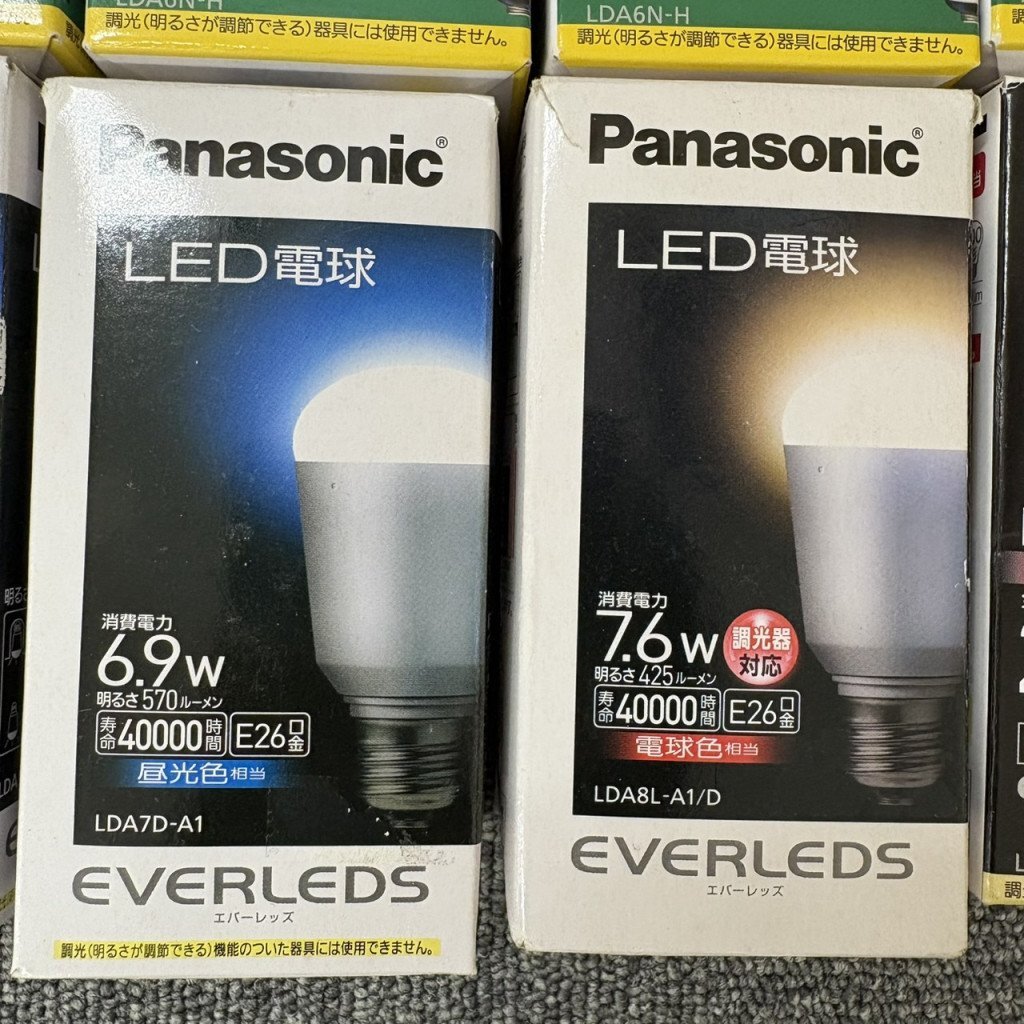 LDA6N-H
調光(明るさが調節できる)器具には使用できません。
LDA6N-H
調光(明るさが調節できる)器具には使用できません。
Panasonic®
LED電球
消費電力
6.9W
明るさ570ルーメン
寿命40000時間 E26口金
昼光色相当
LDA7D-A1
EVERLEDS
エバーレッズ
調光(明るさが調節できる)機能のついた器具には使用できません。
Panasonic®
LED電球
消費電力
7.6W
調光器対応
明るさ425ルーメン
寿命40000時間 E26口金
電球色相当
LDA8L-A1/D
EVERLEDS
エバーレッズ
明るさ